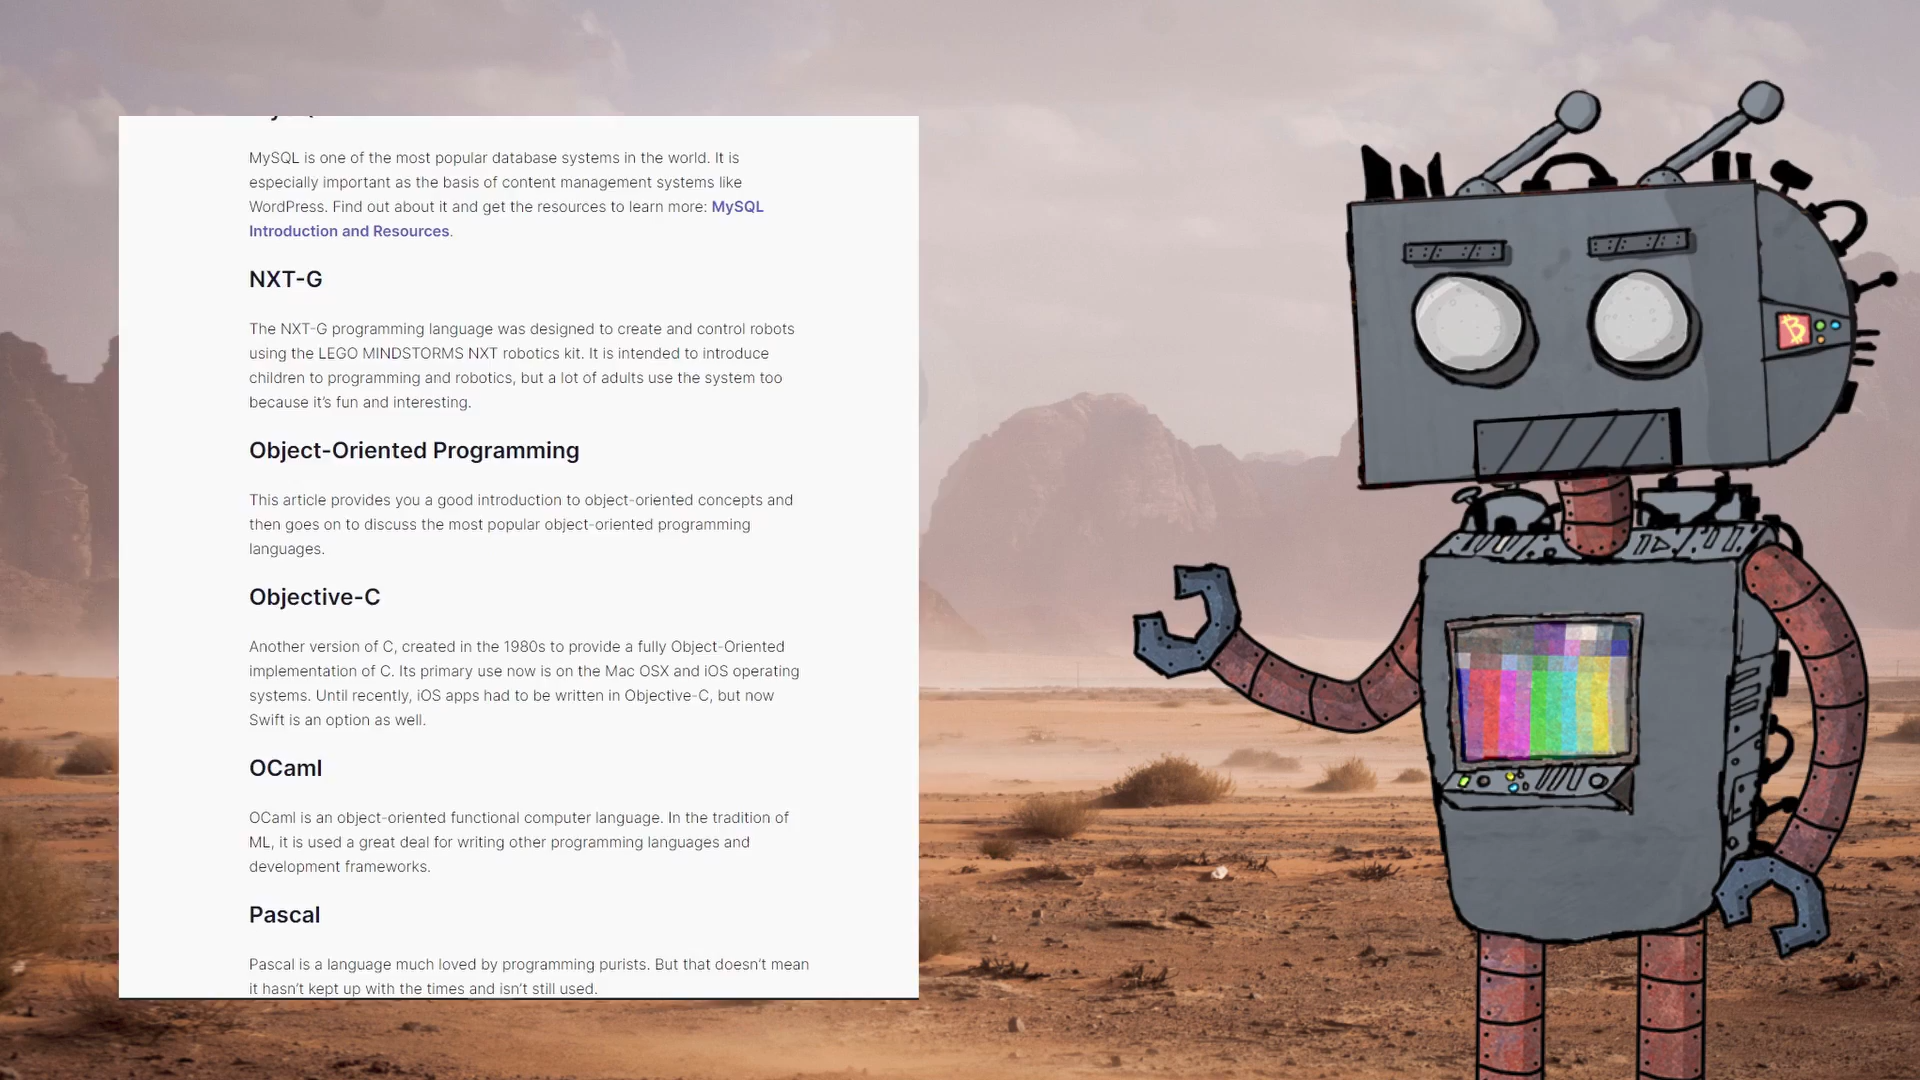 MySQL is one of the most popular database systems in the world. It is
especially important as the basis of content management systems like
WordPress. Find out about it and get the resources to learn more: MySQL
Introduction and Resources.
NXT-G
The NXT-G programming language was designed to create and control robots
using the LEGO MINDSTORMS NXT robotics kit. It is intended to introduce
children to programming and robotics, but a lot of adults use the system too
because it’s fun and interesting.
Object-Oriented Programming
This article provides you a good introduction to object-oriented concepts and
then goes on to discuss the most popular object-oriented programming
languages.
Objective-C
Another version of C, created in the 1980s to provide a fully Object-Oriented
implementation of C. Its primary use now is on the Mac OSX and iOS operating
systems. Until recently, iOS apps had to be written in Objective-C, but now
Swift is an option as well.
OCaml
OCaml is an object-oriented functional computer language. In the tradition of
ML, it is used a great deal for writing other programming languages and
development frameworks.
Pascal
Pascal is a language much loved by programming purists. But that doesn’t mean
it hasn’t kept up with the times and isn’t still used.